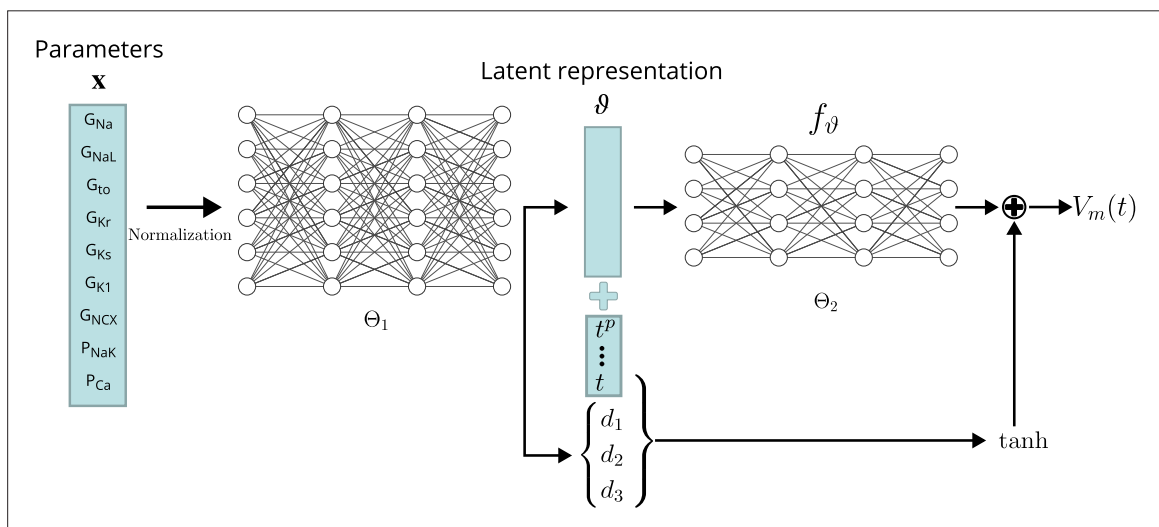 Parameters
x
G_Na
G_NaL
G_to
G_Kr
G_Ks
G_K1
G_NCX
P_NaK
P_Ca
Normalization
Θ_1
Latent representation
ϑ
t^p
⋮
t
d_1
d_2
d_3
f_ϑ
Θ_2
V_m(t)
tanh